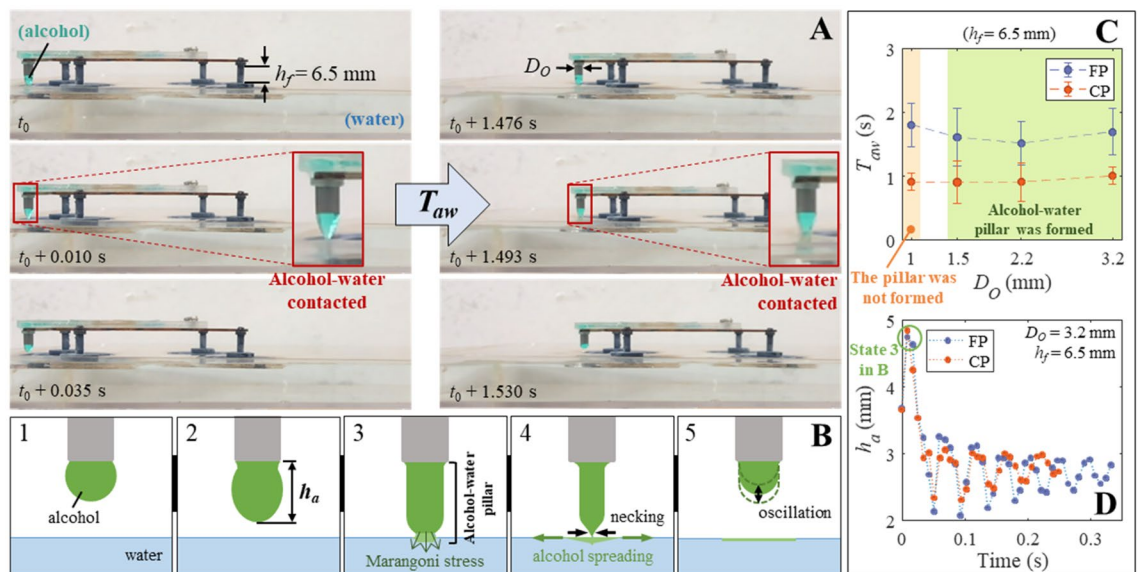 A
(alcohol)
h_f = 6.5 mm
t_0
(water)
D_O
t_0 + 1.476
t_0 + 0.010 s
Alcohol-water
contacted
T_aw
t_0 + 1.493
Alcohol-water
contacted
t_0 + 0.035 s
t_0 + 1.530
B
1
alcohol
water
2
h_a
3
Alcohol-water
pillar
Marangoni stress
4
necking
alcohol spreading
5
oscillation
C
(h_f = 6.5 mm)
FP
CP
T_aw (s)
3
2
1
0
Alcohol-water
pillar was formed
1 1.5 2.2 3.2
The pillar was
not formed
D_O (mm)
D_O = 3.2 mm
h_f = 6.5 mm
FP
CP
State 3
in B
h_a (mm)
5
4
3
2
D
0 0.1 0.2 0.3
Time (s)